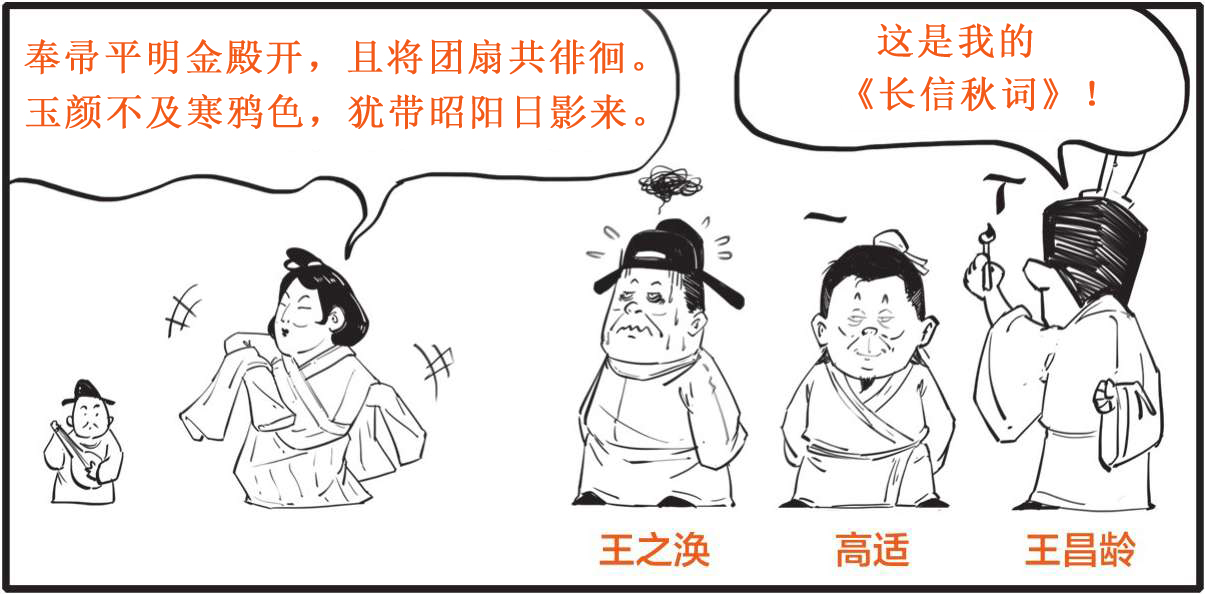 奉帚平明金殿开，且将团扇共徘徊。
玉颜不及寒鸦色，犹带昭阳日影来。
这是我的
《长信秋词》！
一
丅
王之涣
高适
王昌龄